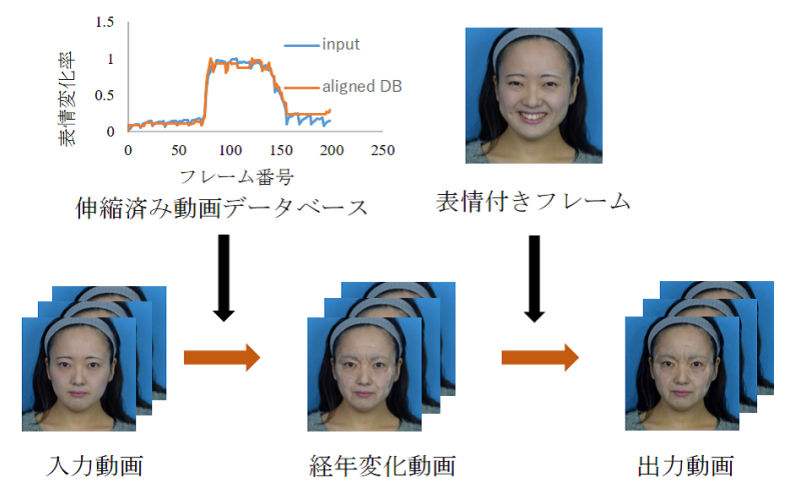 1.5
1
0.5
0
表情変化率
input
aligned DB
0 50 100 150 200 250
フレーム番号
伸縮済み動画データベース
表情付きフレーム
入力動画
経年変化動画
出力動画